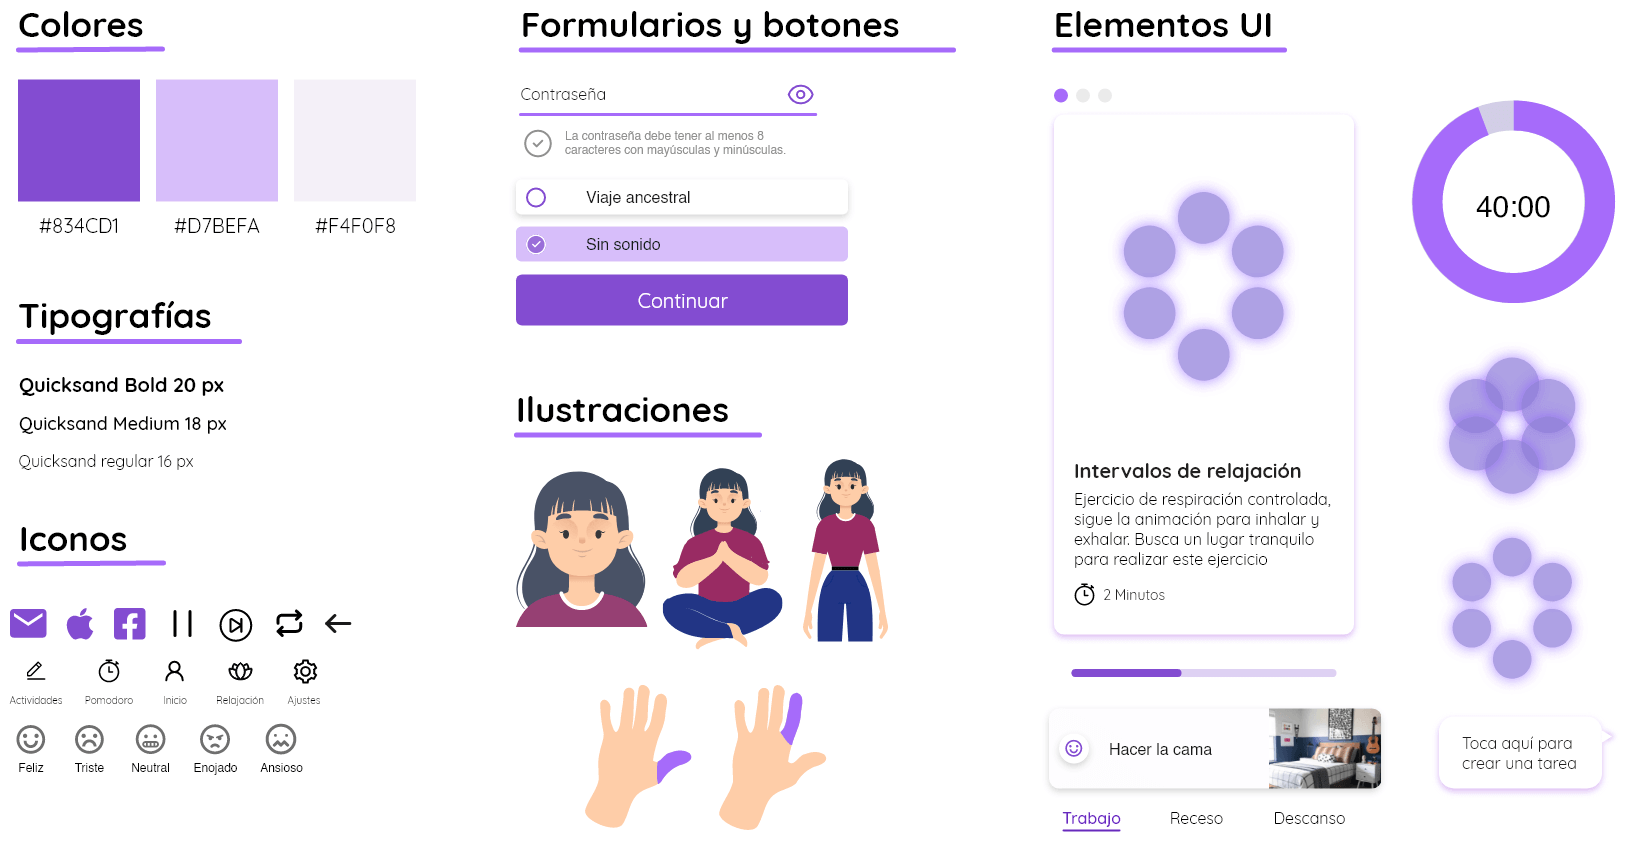 Colores
#834CD1
#D7BEFA
#F4F0F8
Tipografías
Quicksand Bold 20 px
Quicksand Medium 18 px
Quicksand regular 16 px
Iconos
Actividades
Pomodoro
Inicio
Relajación
Ajustes
Feliz
Triste
Neutral
Enojado
Ansioso
Formularios y botones
Contraseña
La contraseña debe tener al menos 8
caracteres con mayúsculas y minúsculas.
Viaje ancestral
Sin sonido
Continuar
Ilustraciones
Elementos UI
Intervalos de relajación
Ejercicio de respiración controlada,
sigue la animación para inhalar y
exhalar. Busca un lugar tranquilo
para realizar este ejercicio
2 Minutos
Hacer la cama
Trabajo
Receso
Descanso
40:00
Toca aquí para
crear una tarea